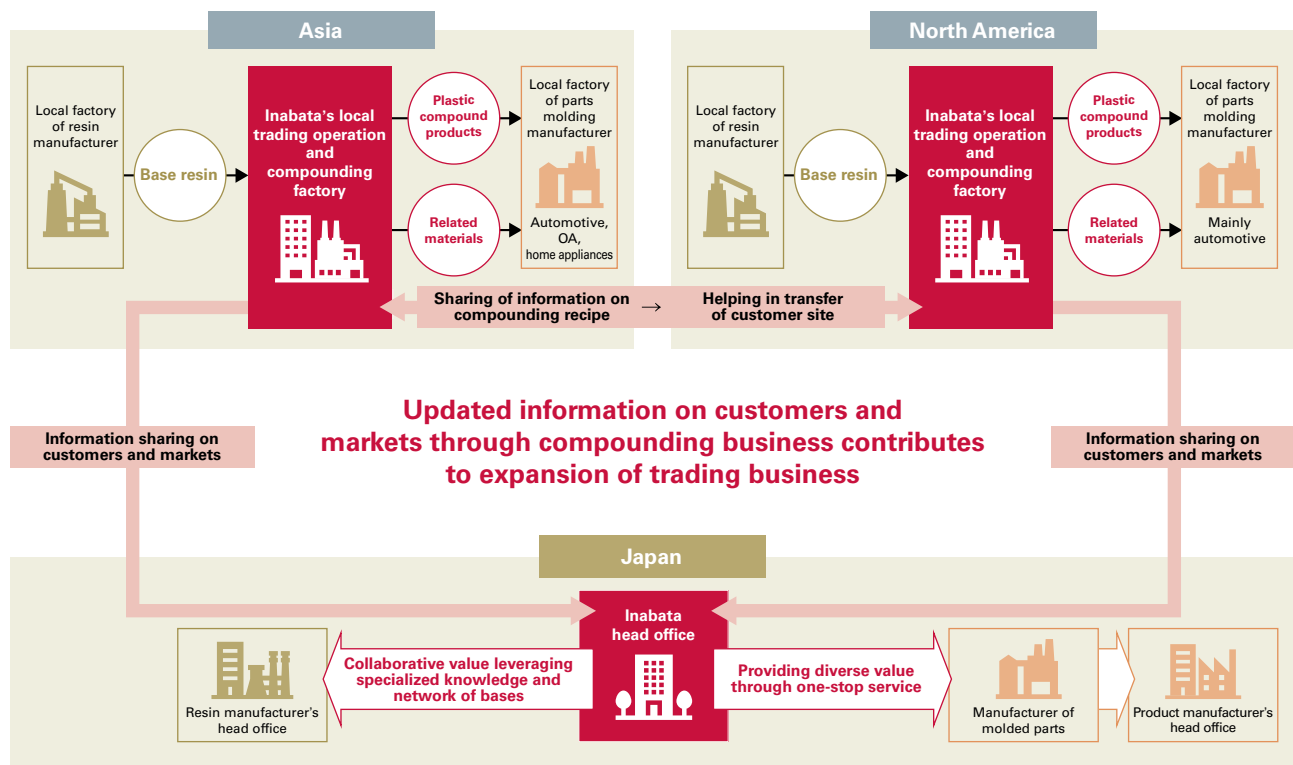 Asia
Local factory
of resin
manufacturer
Base resin
Inabata's local
trading operation
and
compounding
factory
Plastic
compound
products
Related
materials
Local factory
of parts
molding
manufacturer
Automotive,
OA,
home appliances
North America
Local factory
of resin
manufacturer
Base resin
Inabata's local
trading operation
and
compounding
factory
Plastic
compound
products
Related
materials
Local factory
of parts
molding
manufacturer
Mainly
automotive
Sharing of information on
compounding recipe
→
Helping in transfer
of customer site
Information sharing on
customers and markets
Updated information on customers and
markets through compounding business contributes
to expansion of trading business
Information sharing on
customers and markets
Japan
Inabata
head office
Resin manufacturer's
head office
Collaborative value leveraging
specialized knowledge and
network of bases
Providing diverse value
through one-stop service
Manufacturer of
molded parts
Product manufacturer's
head office